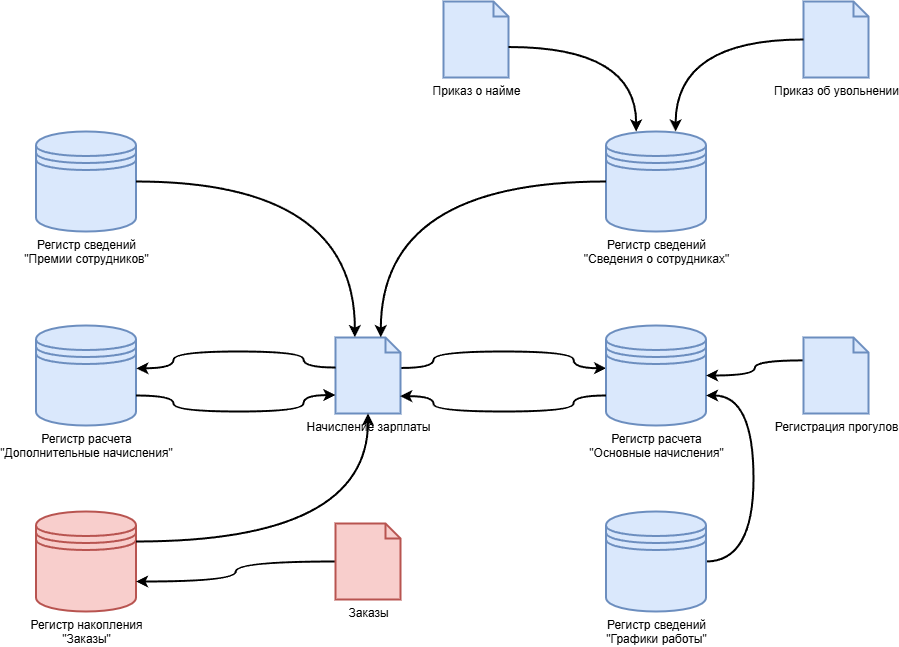 Приказ о найме
Приказ об увольнении
Регистр сведений
"Премии сотрудников"
Регистр сведений
"Сведения о сотрудниках"
Начисление зарплаты
Регистрация прогулов
Регистр расчета
"Дополнительные начисления"
Регистр расчета
"Основные начисления"
Заказы
Регистр накопления
"Заказы"
Регистр сведений
"Графики работы"